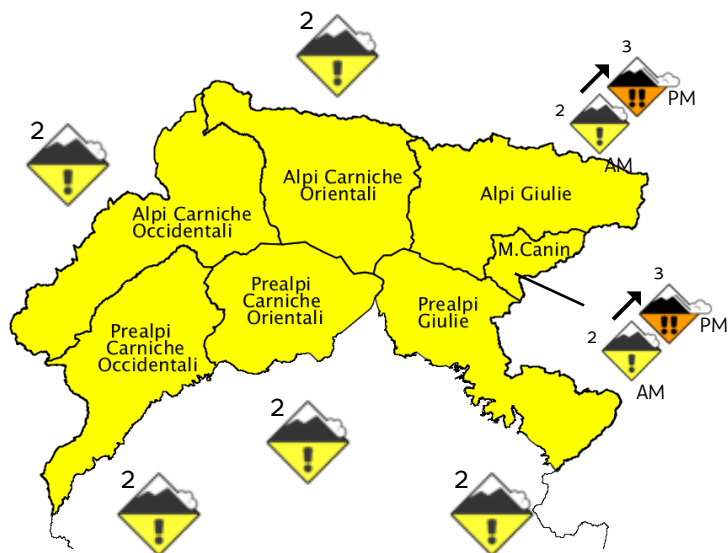 2
3
PM
2
AM
2
Alpi Carniche
Orientali
Alpi Giulie
Alpi Carniche
Occidentali
M.Canin
3
PM
2
AM
Prealpi
Carniche
Orientali
Prealpi
Giulie
Prealpi
Carniche
Occidentali
2
2
2